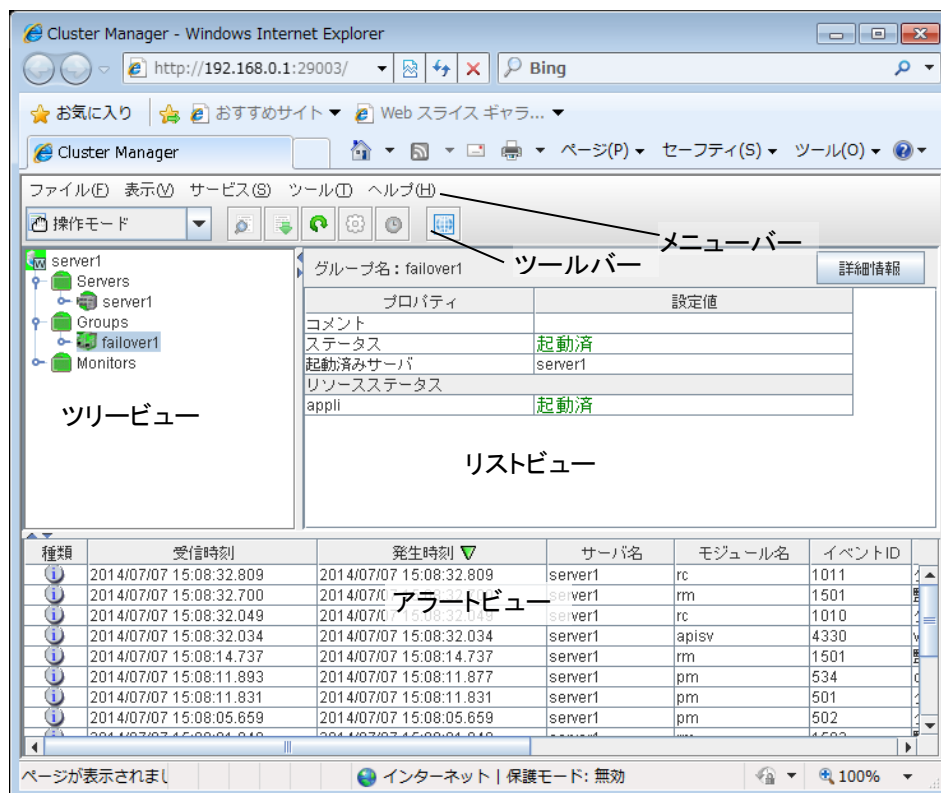 Cluster Manager - Windows Internet Explorer
http://192.168.0.1:29003/
Bing
お気に入り
おすすめサイト
Web スライス ギャラ...
Cluster Manager
ページ(P)
セーフティ(S)
ツール(O)
ファイル(F) 表示(V) サービス(S) ツール(T) ヘルプ(H)
操作モード
メニューバー
ツールバー
server1
Servers
server1
Groups
failover1
Monitors
ツリービュー
グループ名 : failover1
詳細情報
プロパティ 設定値
コメント
ステータス 起動済
起動済みサーバ server1
リソースステータス
appli 起動済
リストビュー
種類 受信時刻 発生時刻 サーバ名 モジュール名 イベントID
2014/07/07 15:08:32.809 2014/07/07 15:08:32.809 server1 rc 1011
2014/07/07 15:08:32.700 2014/07/0 server1 rm 1501
アラートビュー
2014/07/07 15:08:32.049 2014/07/07 15:08:32.049 server1 rc 1010
2014/07/07 15:08:32.034 2014/07/07 15:08:32.034 server1 apisv 4330
2014/07/07 15:08:14.737 2014/07/07 15:08:14.737 server1 rm 1501
2014/07/07 15:08:11.893 2014/07/07 15:08:11.877 server1 pm 534
2014/07/07 15:08:11.831 2014/07/07 15:08:11.831 server1 pm 501
2014/07/07 15:08:05.659 2014/07/07 15:08:05.659 server1 pm 502
ページが表示されまし
インターネット | 保護モード: 無効
100%